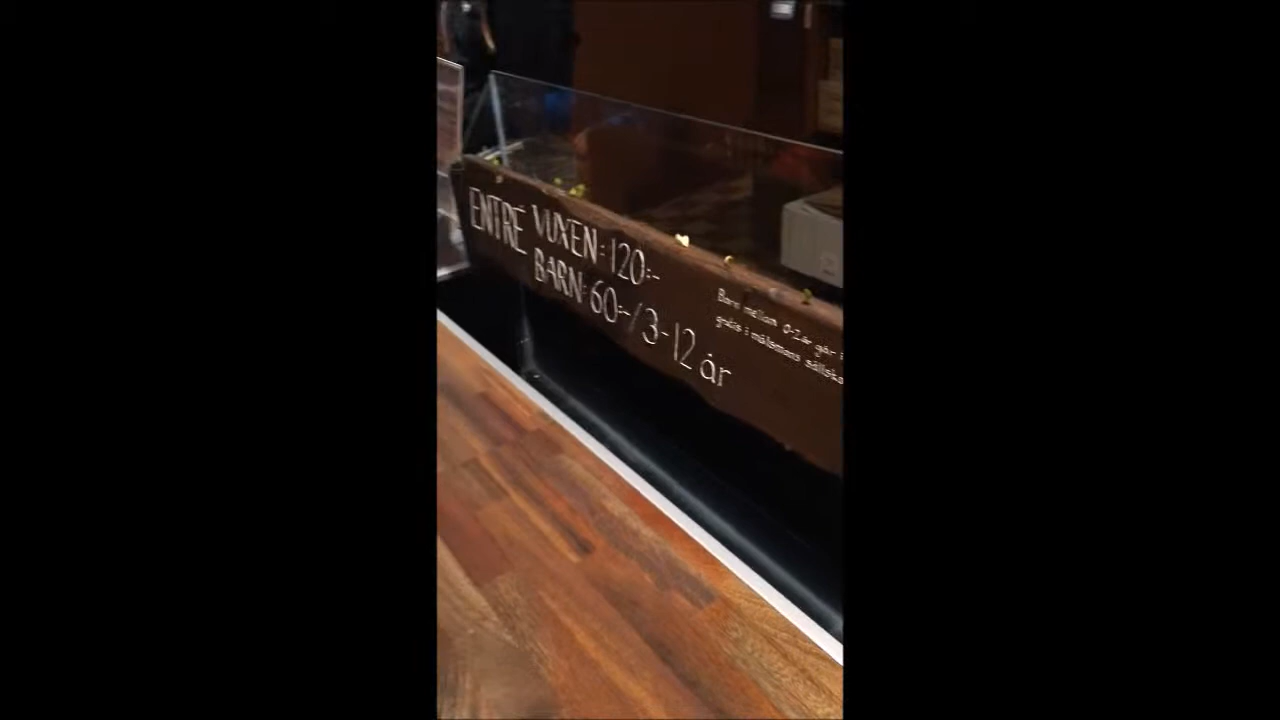 ENTRÉ VUXEN: 120:-
BARN: 60:-/3-12 år
Barn mellan 0-2 år går i
gratis i målsmans sällska